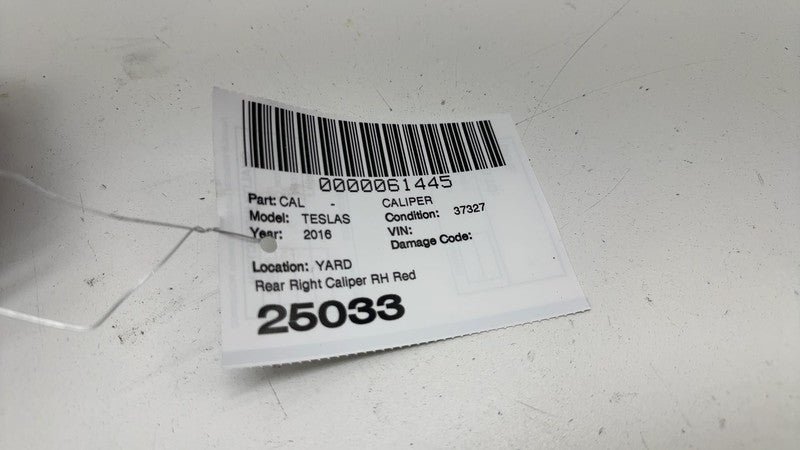 0000061445
Part: CAL - CALIPER
Model: TESLAS Condition: 37327
Year: 2016 VIN:
Damage Code:
Location: YARD
Rear Right Caliper RH Red
25033